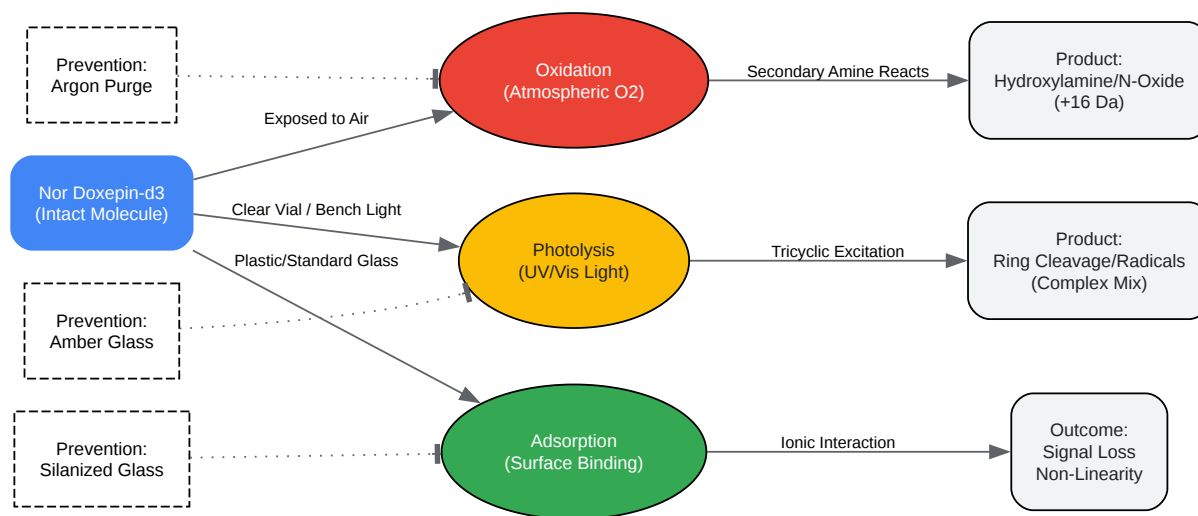 Prevention:
Argon Purge
Oxidation
(Atmospheric O2)
Secondary Amine Reacts
Product:
Hydroxylamine/N-Oxide
(+16 Da)
Exposed to Air
Nor Doxepin-d3
(Intact Molecule)
Clear Vial / Bench Light
Plastic/Standard Glass
Photolysis
(UV/Vis Light)
Tricyclic Excitation
Product:
Ring Cleavage/Radicals
(Complex Mix)
Prevention:
Amber Glass
Prevention:
Silanized Glass
Adsorption
(Surface Binding)
Ionic Interaction
Outcome:
Signal Loss
Non-Linearity